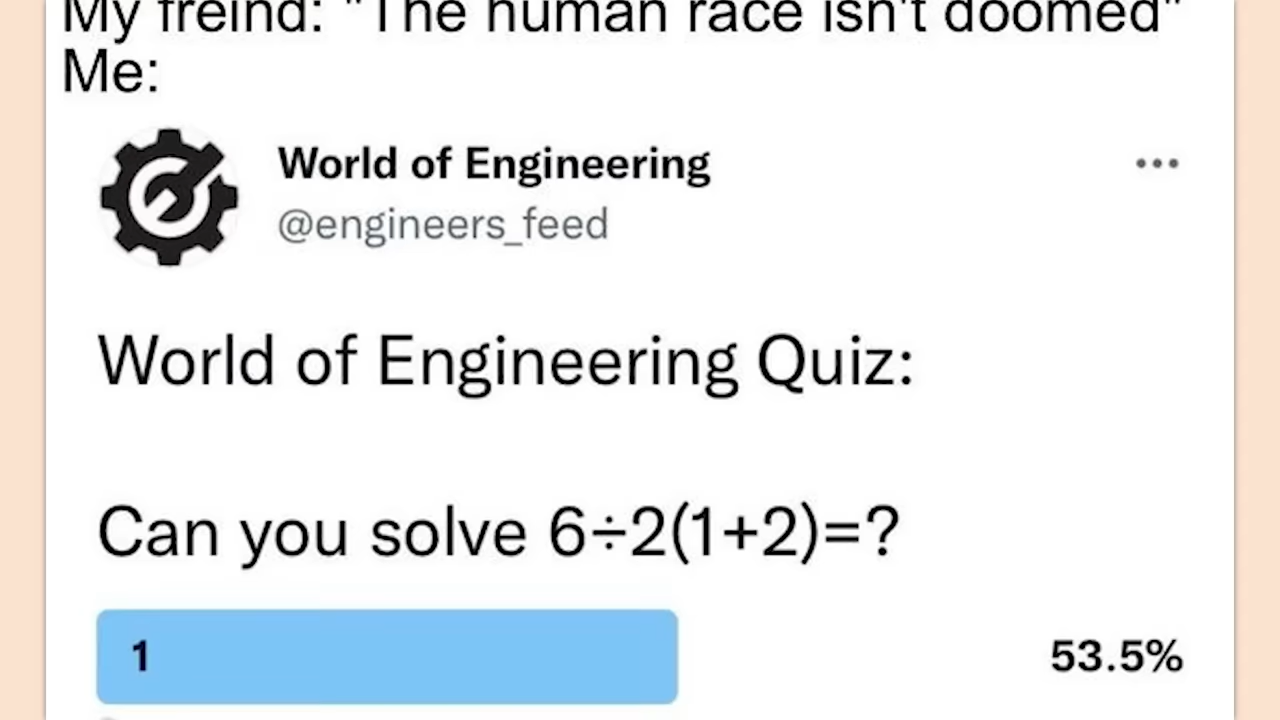 My freind: "The human race isn't doomed"
Me:
World of Engineering
@engineers_feed
World of Engineering Quiz:
Can you solve 6÷2(1+2)=?
1 53.5%